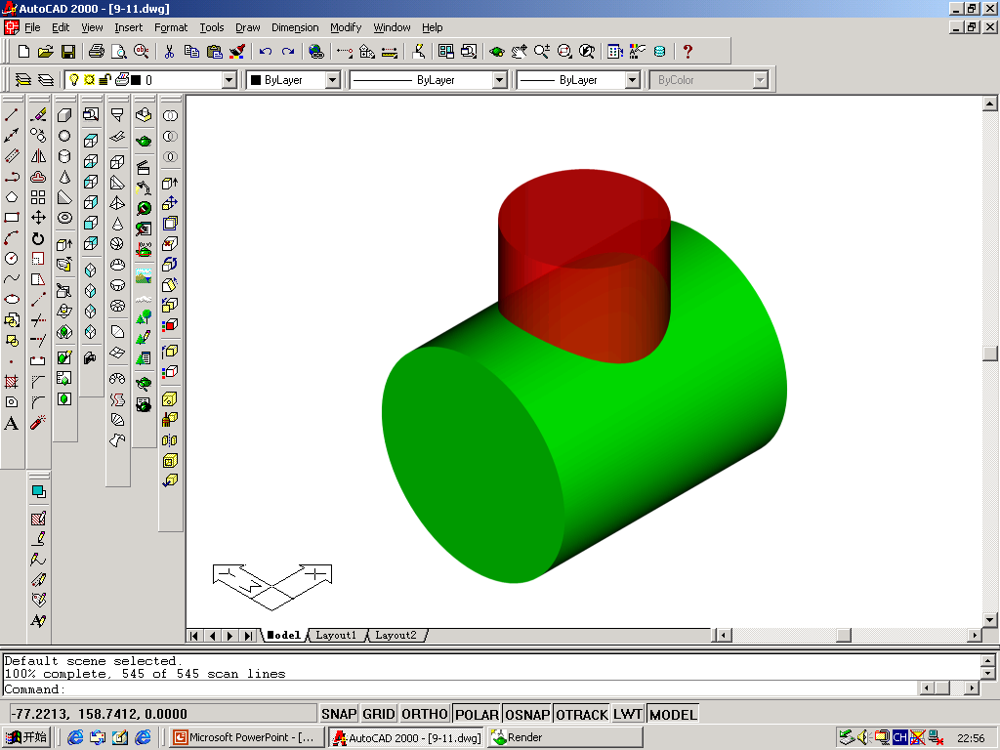 AutoCAD 2000 - [9-11.dwg]
File Edit View Insert Format Tools Draw Dimension Modify Window Help
0 ByLayer ByLayer ByLayer ByColor
A
Y X W
Model Layout1 Layout2
Default scene selected.
100% complete, 545 of 545 scan lines
Command:
-77.2213, 158.7412, 0.0000 SNAP GRID ORTHO POLAR OSNAP OTRACK LWT MODEL
开始 Microsoft PowerPoint - [... AutoCAD 2000 - [9-11.dwg] Render CH 22:56